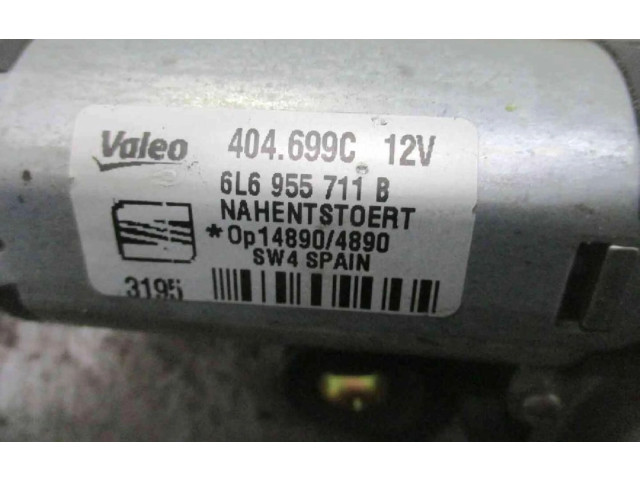 Valeo 404.699C 12V
6L6 955 711 B
NAHENTSTOERT
*Op14890/4890
SW4 SPAIN
3195